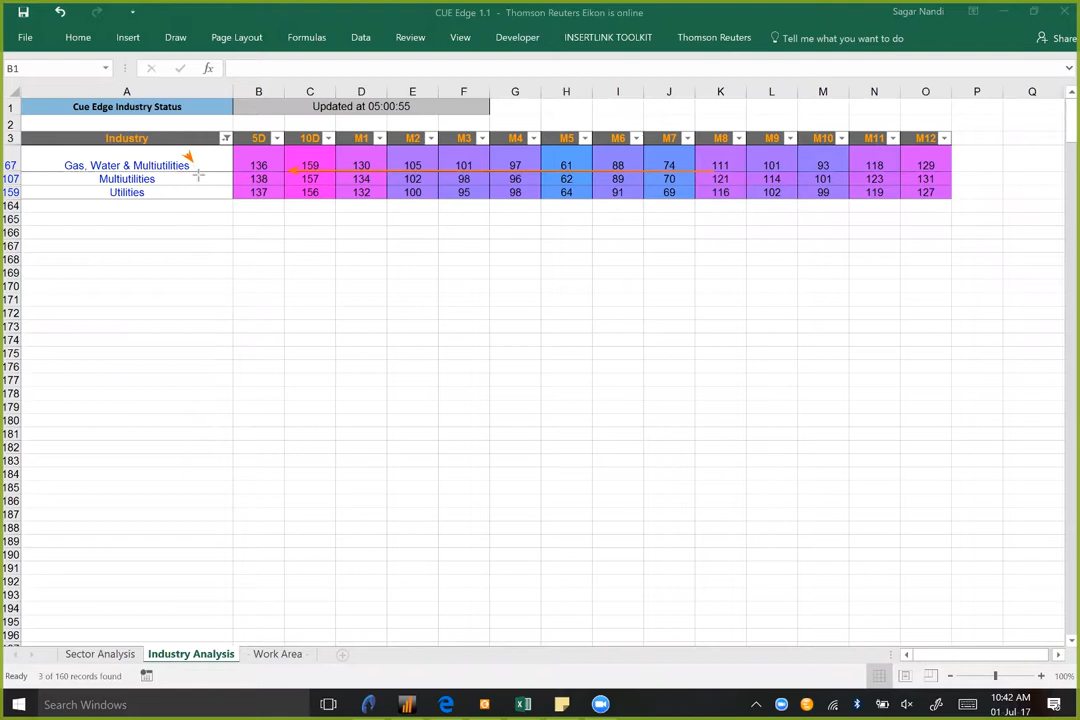 CUE Edge 1.1 - Thomson Reuters Eikon is online
Sagar Nandi
File Home Insert Draw Page Layout Formulas Data Review View Developer INSERTLINK TOOLKIT Thomson Reuters Tell me what you want to do Share
B1 fx
A B C D E F G H I J K L M N O P Q
1 Cue Edge Industry Status Updated at 05:00:55
2
3 Industry 5D 10D M1 M2 M3 M4 M5 M6 M7 M8 M9 M10 M11 M12
67 Gas, Water & Multiutilities 136 159 130 105 101 97 61 88 74 111 101 93 118 129
107 Multiutilities 138 157 134 102 98 96 62 89 70 121 114 101 123 131
159 Utilities 137 156 132 100 95 98 64 91 69 116 102 99 119 127
164
165
166
167
168
169
170
171
172
173
174
175
176
177
178
179
180
181
182
183
184
185
186
187
188
189
190
191
192
193
194
195
196
Sector Analysis Industry Analysis Work Area
Ready 3 of 160 records found 100%
Search Windows
10:42 AM
01-Jul-17